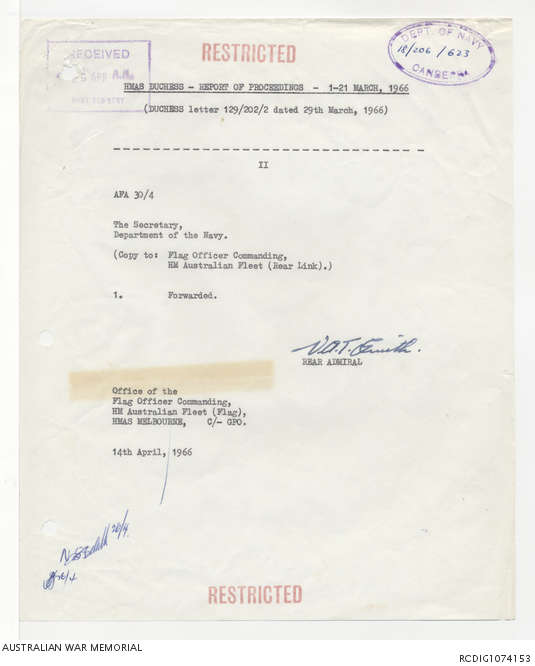 RECEIVED
APR A.M.
RESTRICTED
DEPT. OF NAVY
18/206/623
CANBERRA
HMAS DUCHESS - REPORT OF PROCEEDINGS - 1-21 MARCH, 1966
(DUCHESS letter 129/202/2 dated 29th March, 1966)
II
AFA 30/4
The Secretary,
Department of the Navy.
(Copy to: Flag Officer Commanding,
HM Australian Fleet (Rear Link).)
1. Forwarded.
V.A.T. Smith.
REAR ADMIRAL
Office of the
Flag Officer Commanding,
HM Australian Fleet (Flag),
HMAS MELBOURNE, C/- GPO.
14th April, 1966
RESTRICTED
AUSTRALIAN WAR MEMORIAL
RCDIG1074153